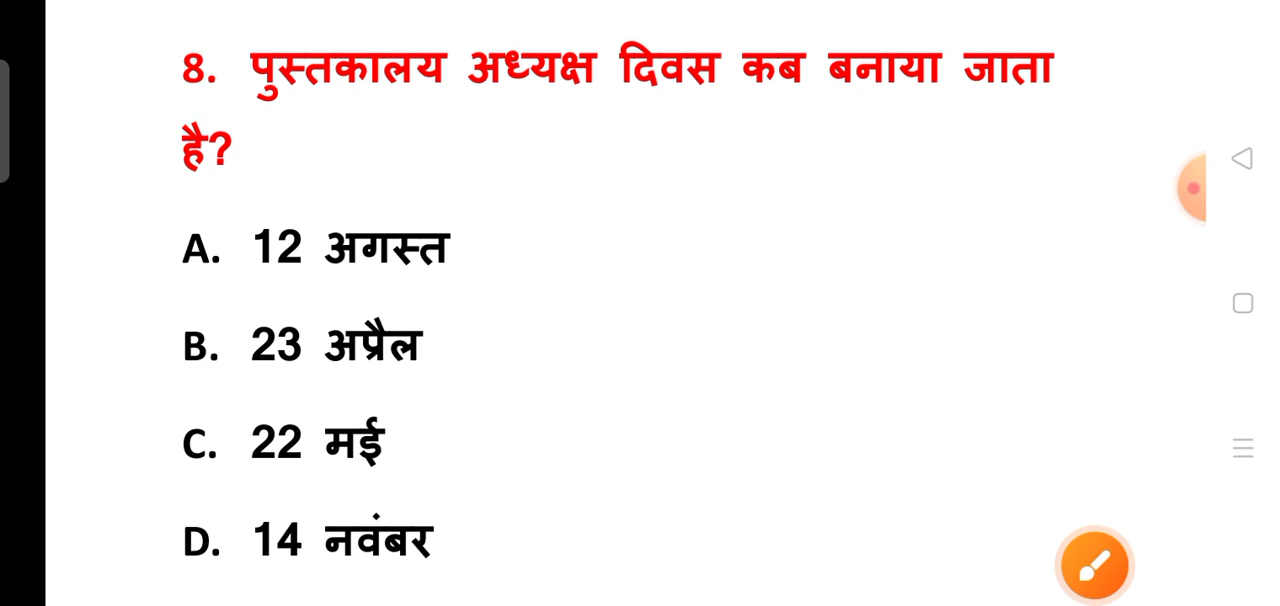 8. पुस्तकालय अध्यक्ष दिवस कब बनाया जाता
है?
A. 12 अगस्त
B. 23 अप्रैल
C. 22 मई
D. 14 नवंबर